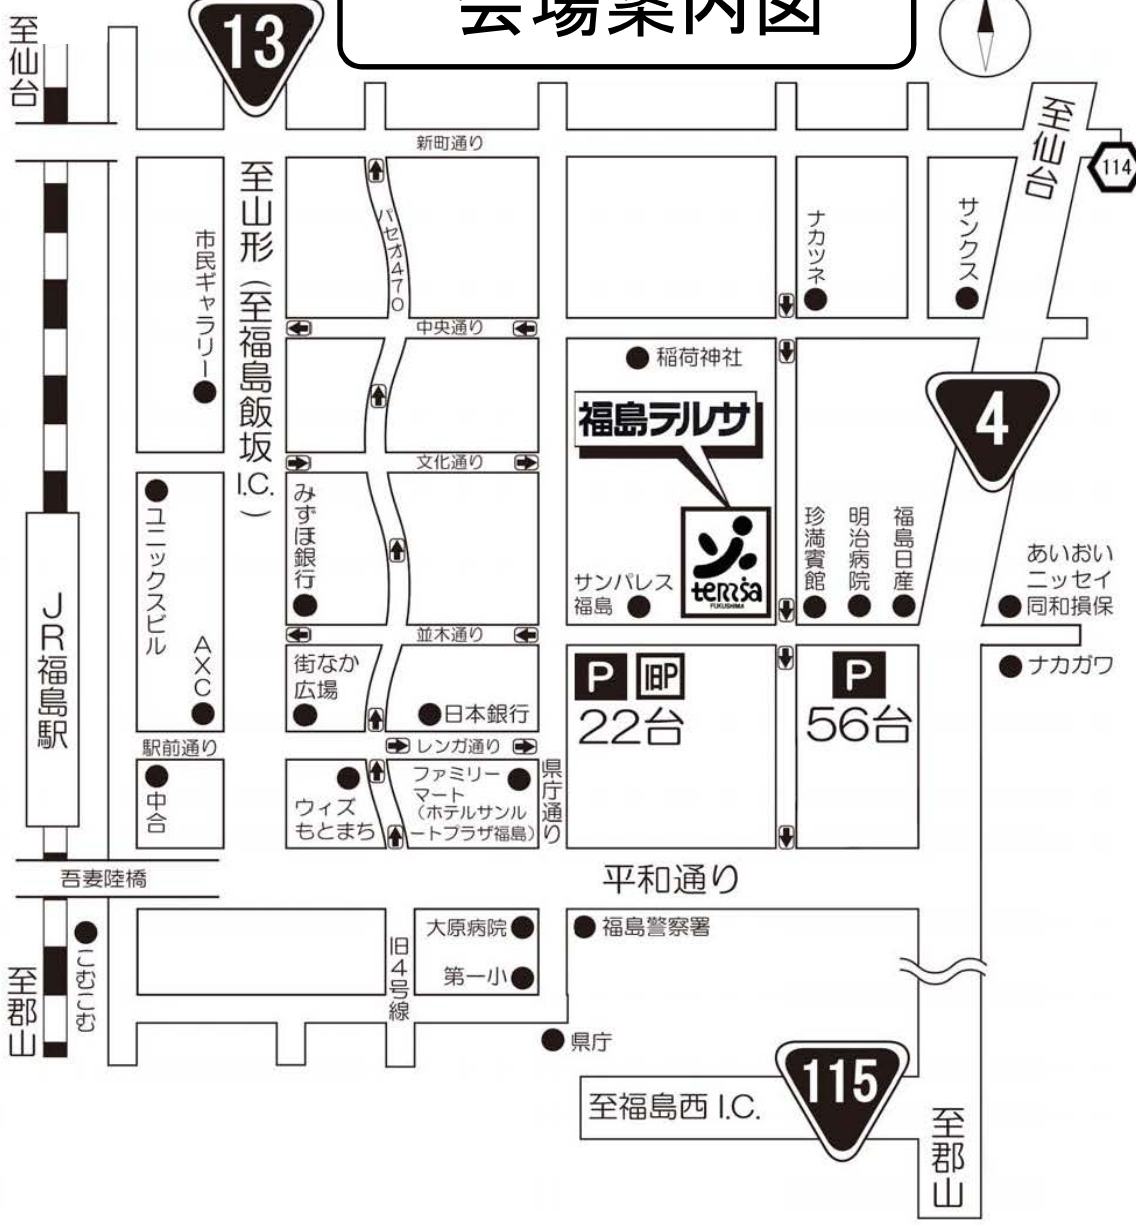 会場案内図
至仙台
13
新町通り
至仙台
114
至山形（至福島飯坂I.C.）
パセオ470
市民ギャラリー
ナカツネ
サンクス
中央通り
稲荷神社
福島テルサ
4
文化通り
ユニックスビル
みずほ銀行
サンパレス
福島
terrsa
FUKUSHIMA
珍満賓館
明治病院
福島日産
あいおい
ニッセイ
同和損保
JR福島駅
AXC
並木通り
街なか
広場
日本銀行
P
旧P
22台
P
56台
ナカガワ
駅前通り
レンガ通り
中合
ウィズ
もとまち
ファミリー
マート
（ホテルサンル
ートプラザ福島）
県庁通り
吾妻陸橋
平和通り
こむこむ
至郡山
旧4号線
大原病院
第一小
福島警察署
県庁
至福島西 I.C.
115
至郡山